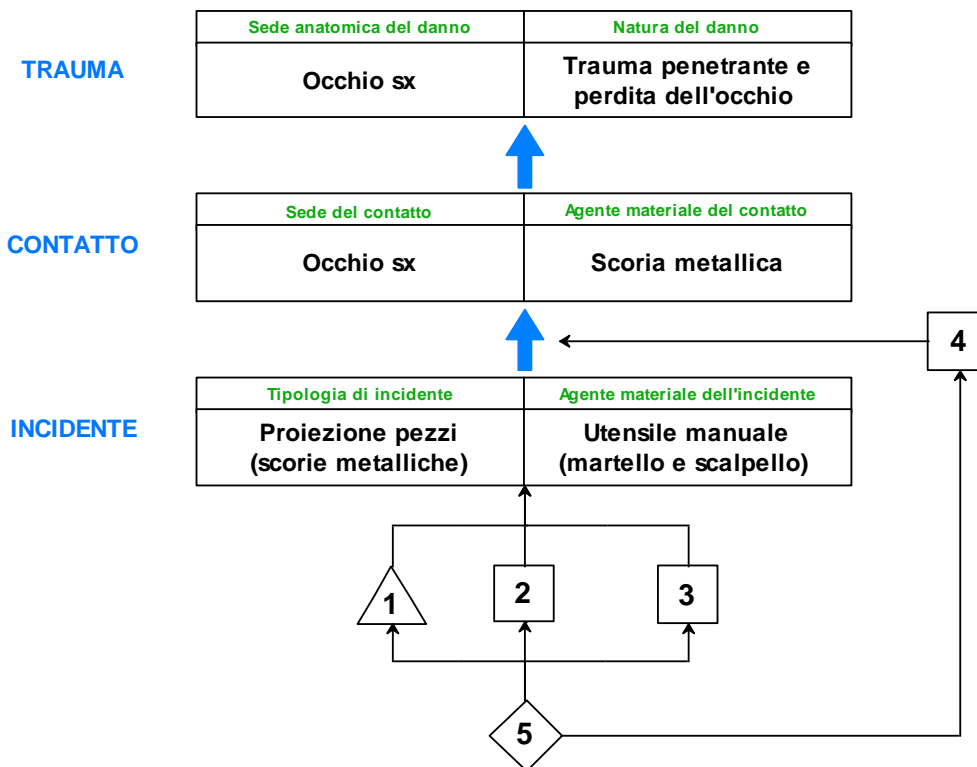 TRAUMA
Sede anatomica del danno
Natura del danno
Occhio sx
Trauma penetrante e
perdita dell'occhio
CONTATTO
Sede del contatto
Agente materiale del contatto
Occhio sx
Scoria metallica
4
INCIDENTE
Tipologia di incidente
Agente materiale dell'incidente
Proiezione pezzi
(scorie metalliche)
Utensile manuale
(martello e scalpello)
1
2
3
5